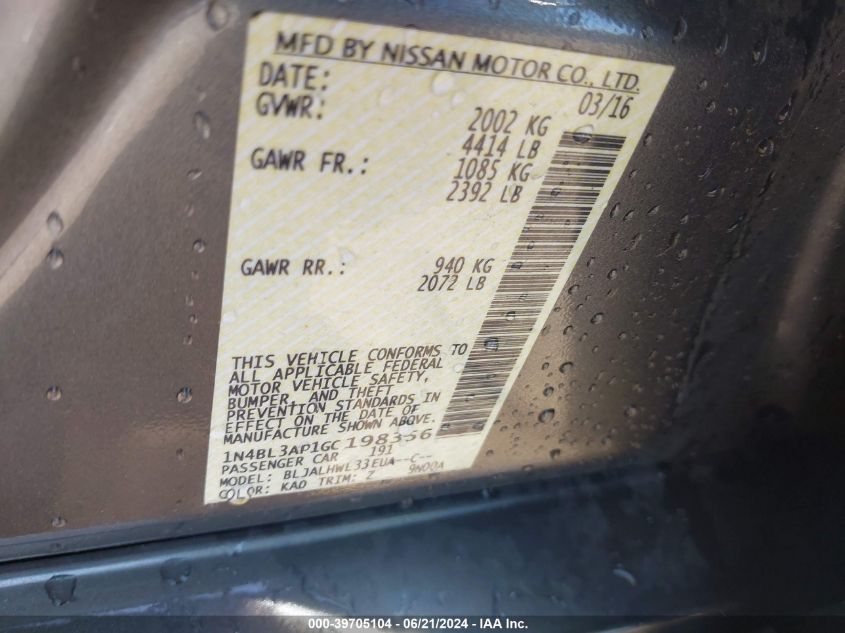 MFD BY NISSAN MOTOR CO., LTD.
DATE: 03/16
GVWR: 2002 KG
4414 LB
GAWR FR.: 1085 KG
2392 LB
GAWR RR.: 940 KG
2072 LB
THIS VEHICLE CONFORMS TO
ALL APPLICABLE FEDERAL
MOTOR VEHICLE SAFETY,
BUMPER, AND THEFT
PREVENTION STANDARDS IN
EFFECT ON THE DATE OF
MANUFACTURE SHOWN ABOVE.
1N4BL3AP1GC198356
PASSENGER CAR 191
MODEL: BLJALHWL33EUA--C--
COLOR: KAD TRIM: Z 9N00A
000-39705104 - 06/21/2024 - IAA Inc.